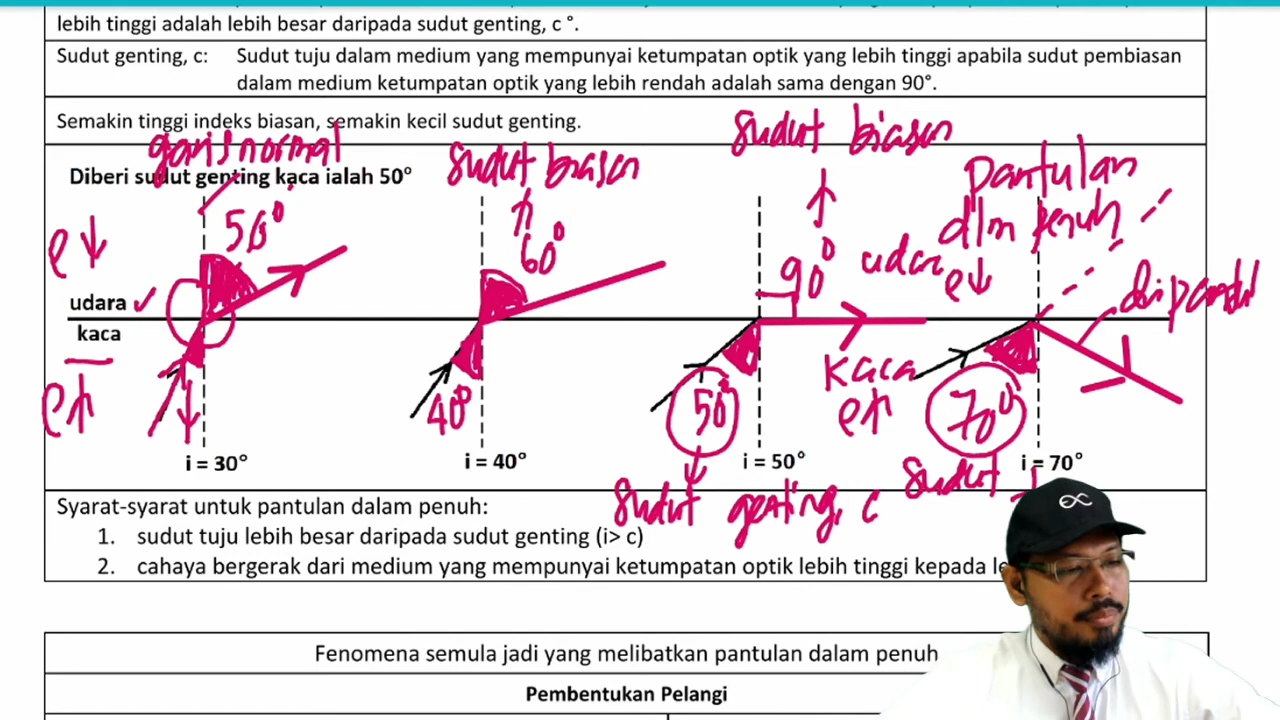 lebih tinggi adalah lebih besar daripada sudut genting, c °.
Sudut genting, c: Sudut tuju dalam medium yang mempunyai ketumpatan optik yang lebih tinggi apabila sudut pembiasan
dalam medium ketumpatan optik yang lebih rendah adalah sama dengan 90°.
Semakin tinggi indeks biasan, semakin kecil sudut genting.
garis normal
sudut biasan
sudut biasan
Diberi sudut genting kaca ialah 50°
pantulan
dlm penuh
50°
60°
90°
udara
e↓
e↓
dipantul
udara ✓
kaca
e↑
40°
50°
kaca
e↑
70°
i = 30°
i = 40°
i = 50°
i = 70°
sudut genting, c
sudut
Syarat-syarat untuk pantulan dalam penuh:
1. sudut tuju lebih besar daripada sudut genting (i> c)
2. cahaya bergerak dari medium yang mempunyai ketumpatan optik lebih tinggi kepada
Fenomena semula jadi yang melibatkan pantulan dalam penuh
Pembentukan Pelangi